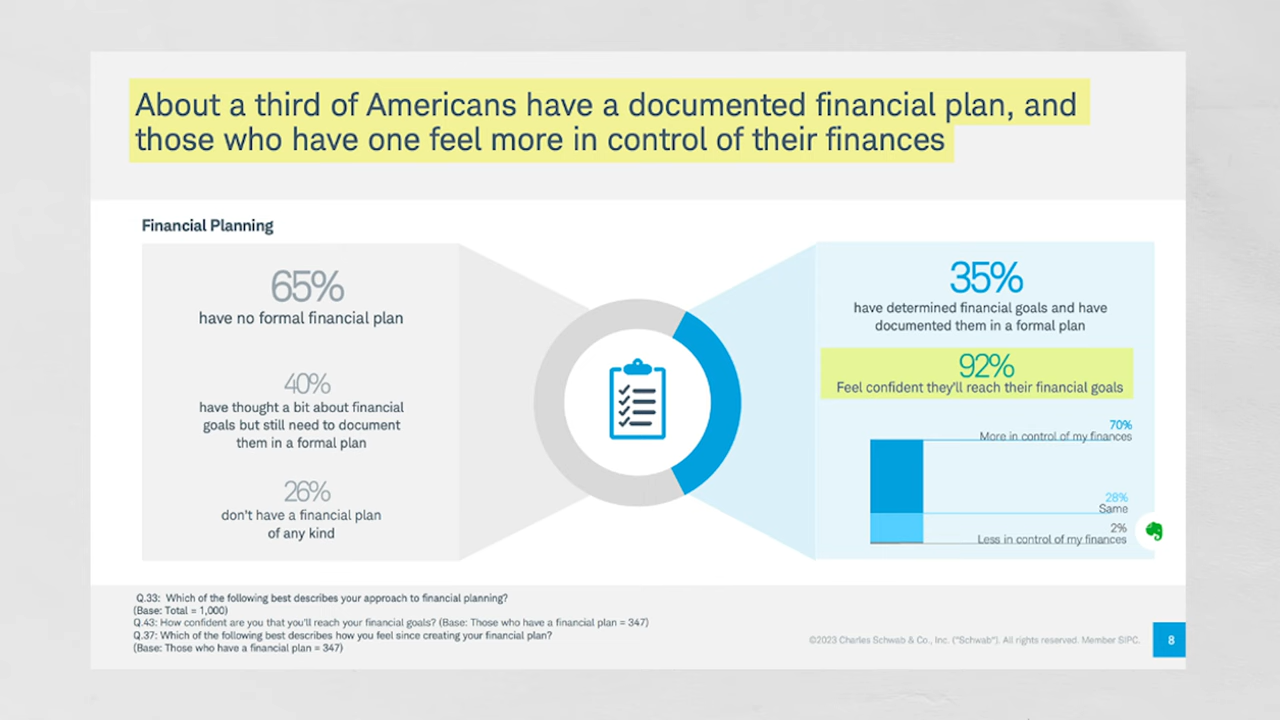 About a third of Americans have a documented financial plan, and
those who have one feel more in control of their finances
Financial Planning
65%
have no formal financial plan
40%
have thought a bit about financial
goals but still need to document
them in a formal plan
26%
don't have a financial plan
of any kind
35%
have determined financial goals and have
documented them in a formal plan
92%
Feel confident they'll reach their financial goals
70%
More in control of my finances
28%
Same
2%
Less in control of my finances
Q.33: Which of the following best describes your approach to financial planning?
(Base: Total = 1,000)
Q.43: How confident are you that you'll reach your financial goals? (Base: Those who have a financial plan = 347)
Q.37: Which of the following best describes how you feel since creating your financial plan?
(Base: Those who have a financial plan = 347)
©2023 Charles Schwab & Co., Inc. ("Schwab"). All rights reserved. Member SIPC.
8